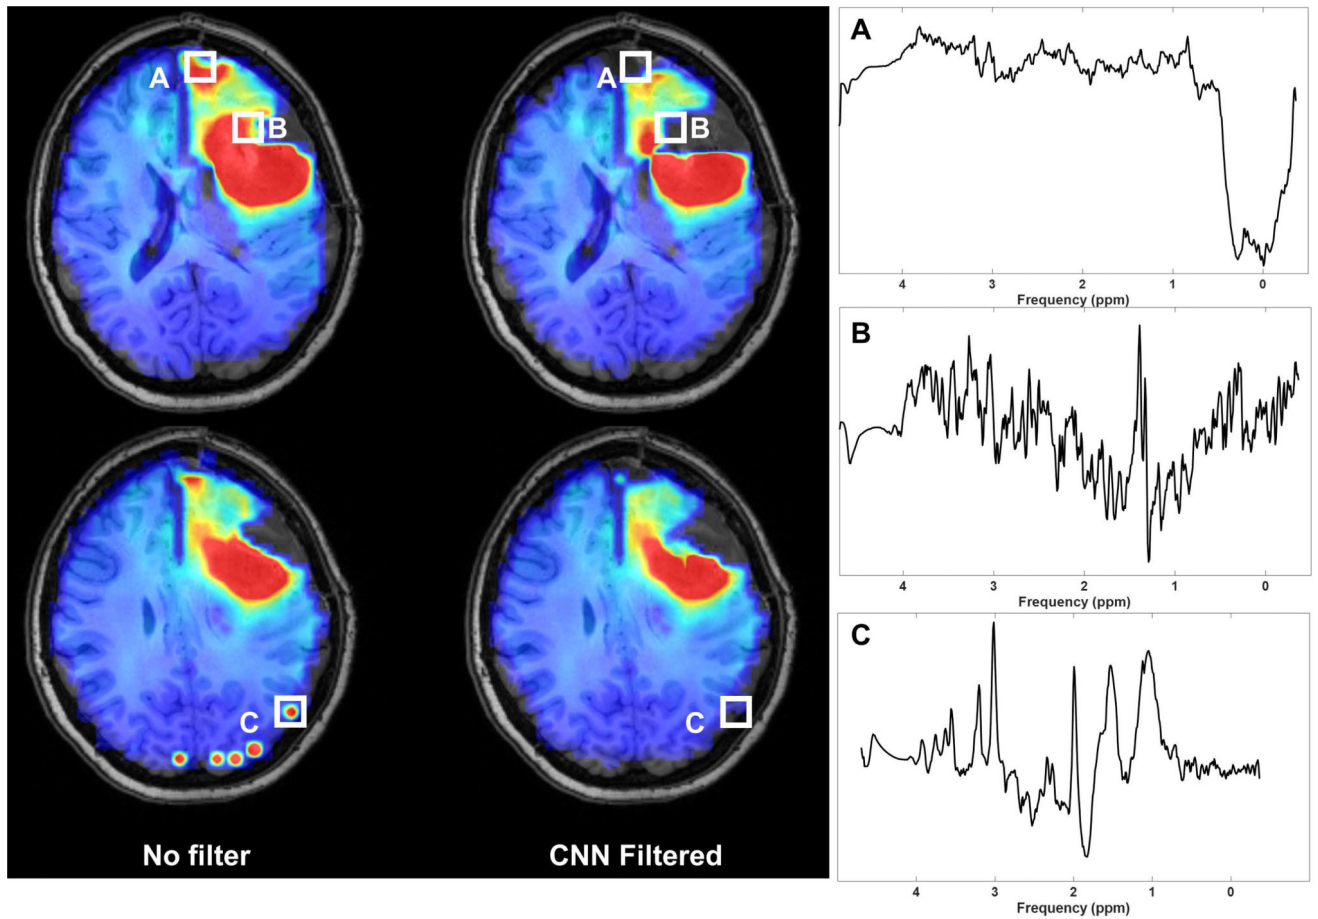 A
B
A
B
C
C
No filter
CNN Filtered
A
4 3 2 1 0
Frequency (ppm)
B
4 3 2 1 0
Frequency (ppm)
C
4 3 2 1 0
Frequency (ppm)